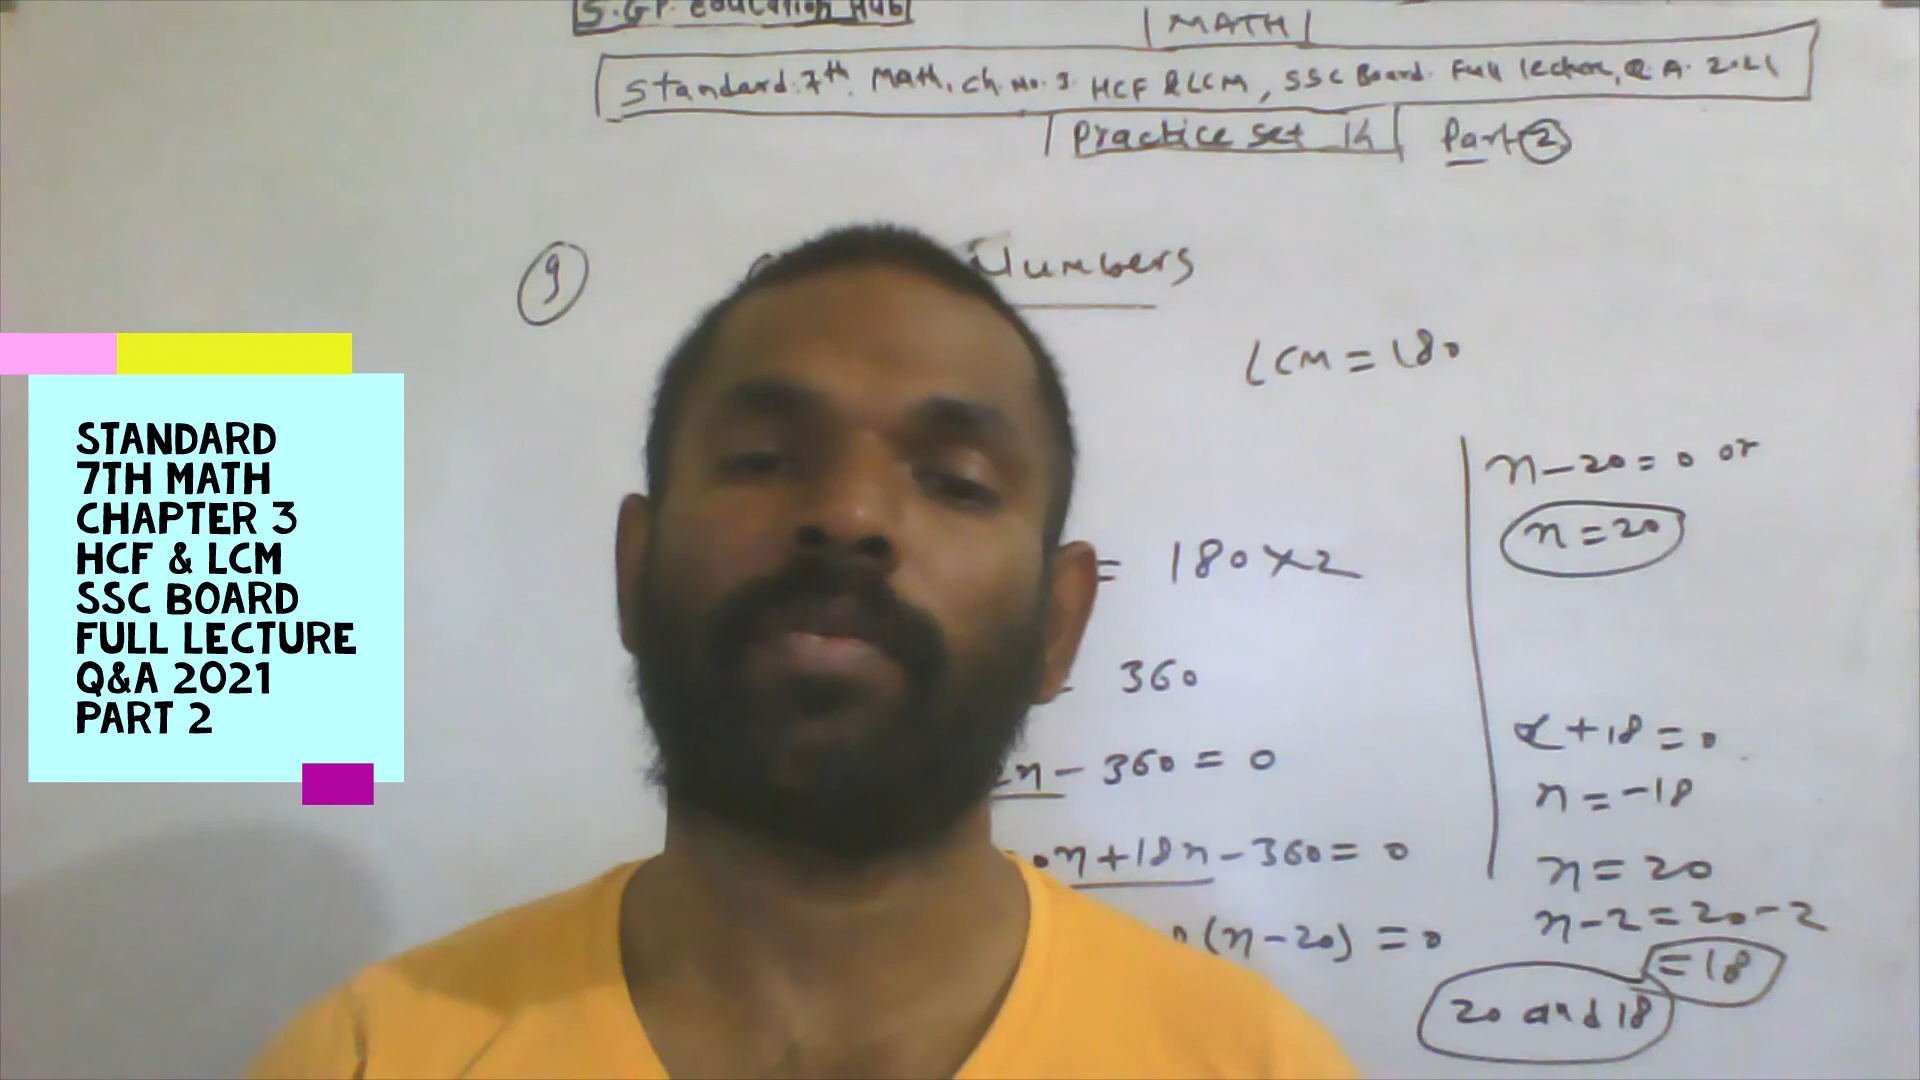 S.GP. Education Hub
MATH
Standard 7th Math, Ch. No. 3 HCF & LCM, SSC Board Full lecture, Q A. 2021
Practice set 14 Part 2
9 Numbers
LCM = 180
= 180×2
360
2n - 360 = 0
0n + 18n - 360 = 0
(n-20) = 0
n - 20 = 0 or
n = 20
x + 18 = 0
n = -18
n = 20
n - 2 = 20 - 2
= 18
20 and 18
STANDARD
7TH MATH
CHAPTER 3
HCF & LCM
SSC BOARD
FULL LECTURE
Q&A 2021
PART 2